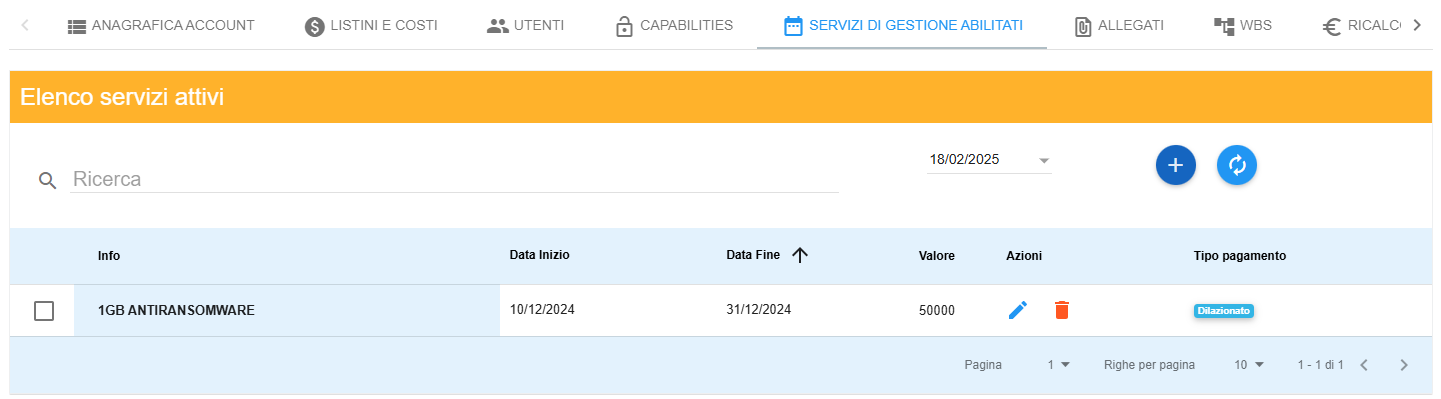 ANAGRAFICA ACCOUNT LISTINI E COSTI UTENTI CAPABILITIES SERVIZI DI GESTIONE ABILITATI ALLEGATI WBS RICALC
Elenco servizi attivi
18/02/2025
Ricerca
Info Data Inizio Data Fine Valore Azioni Tipo pagamento
1GB ANTIRANSOMWARE 10/12/2024 31/12/2024 50000 Dilazionato
Pagina 1 Righe per pagina 10 1 - 1 di 1